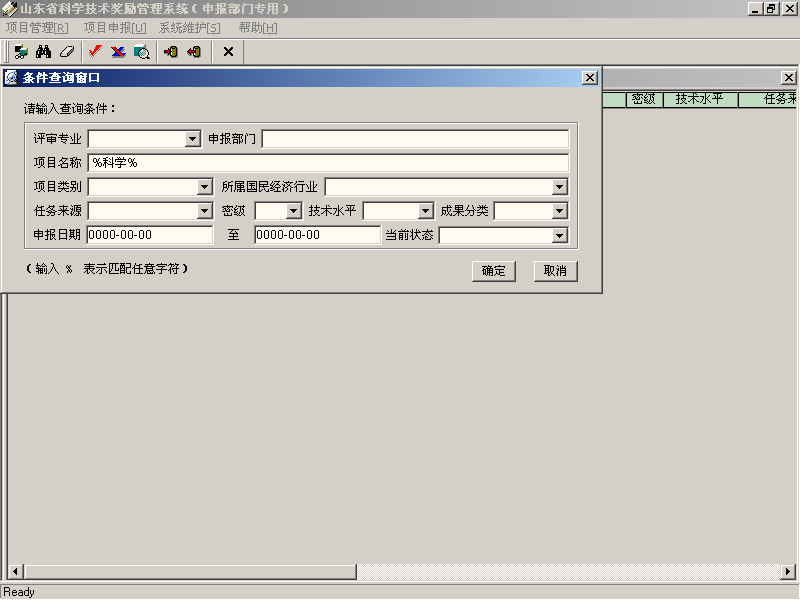 山东省科学技术奖励管理系统(申报部门专用)
项目管理[R] 项目申报[U] 系统维护[S] 帮助[H]
条件查询窗口
密级 技术水平 任务来
请输入查询条件：
评审专业 申报部门
项目名称 %科学%
项目类别 所属国民经济行业
任务来源 密级 技术水平 成果分类
申报日期 0000-00-00 至 0000-00-00 当前状态
(输入 % 表示匹配任意字符)
确定 取消
Ready